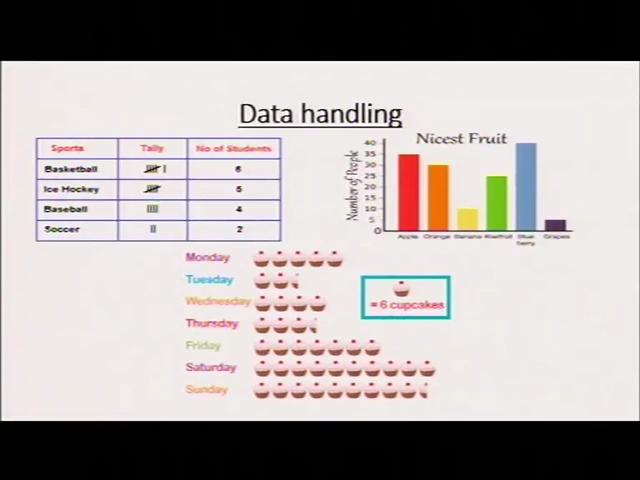 Data handling
Sports Tally No of Students
Basketball 6
Ice Hockey 5
Baseball 4
Soccer 2
Nicest Fruit
Number of People
40
35
30
25
20
15
10
5
0
Apple Orange Banana Kiwifruit Blue berry Grapes
Monday
Tuesday
Wednesday
Thursday
Friday
Saturday
Sunday
= 6 cupcakes